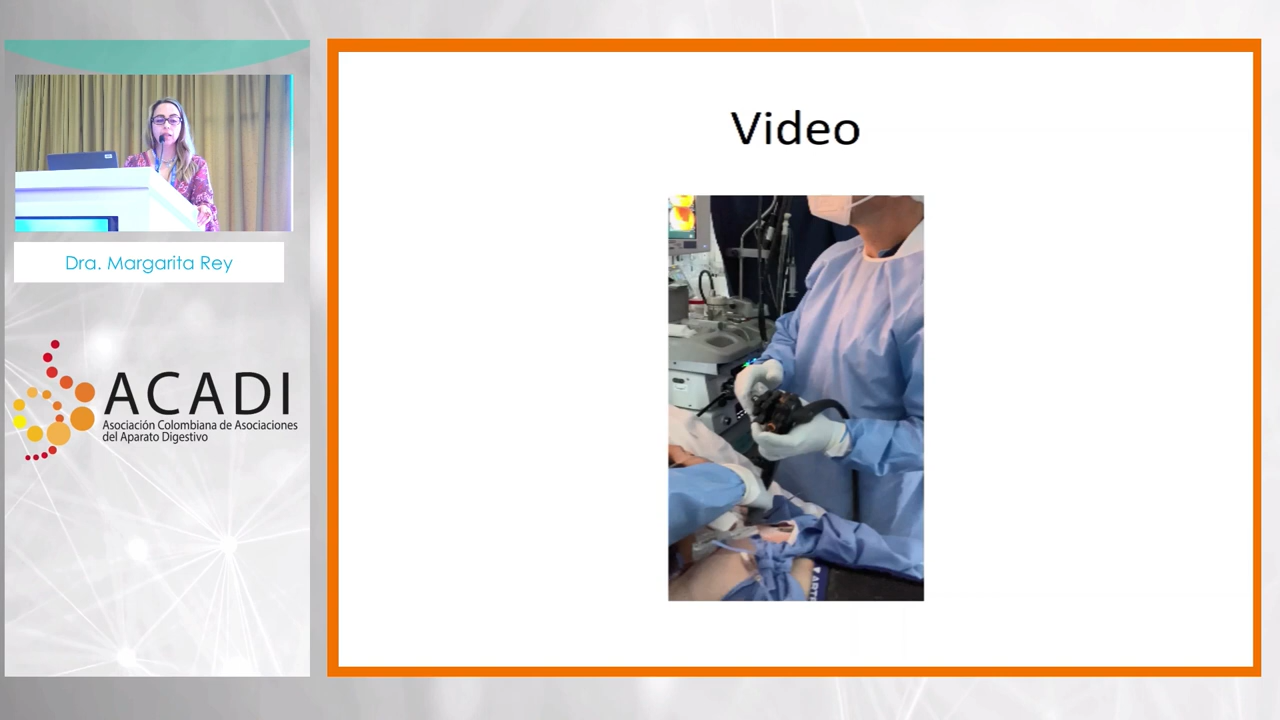 Video
Dra. Margarita Rey
ACADI
Asociación Colombiana de Asociaciones
del Aparato Digestivo